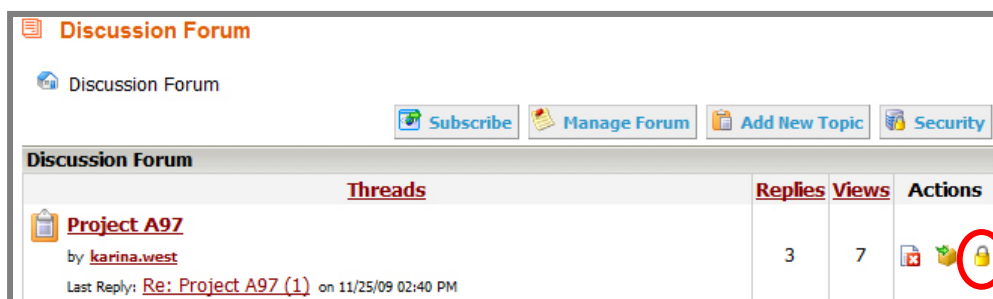 Discussion Forum
Discussion Forum
Subscribe Manage Forum Add New Topic Security
Discussion Forum
Threads Replies Views Actions
Project A97
by karina.west 3 7
Last Reply: Re: Project A97 (1) on 11/25/09 02:40 PM